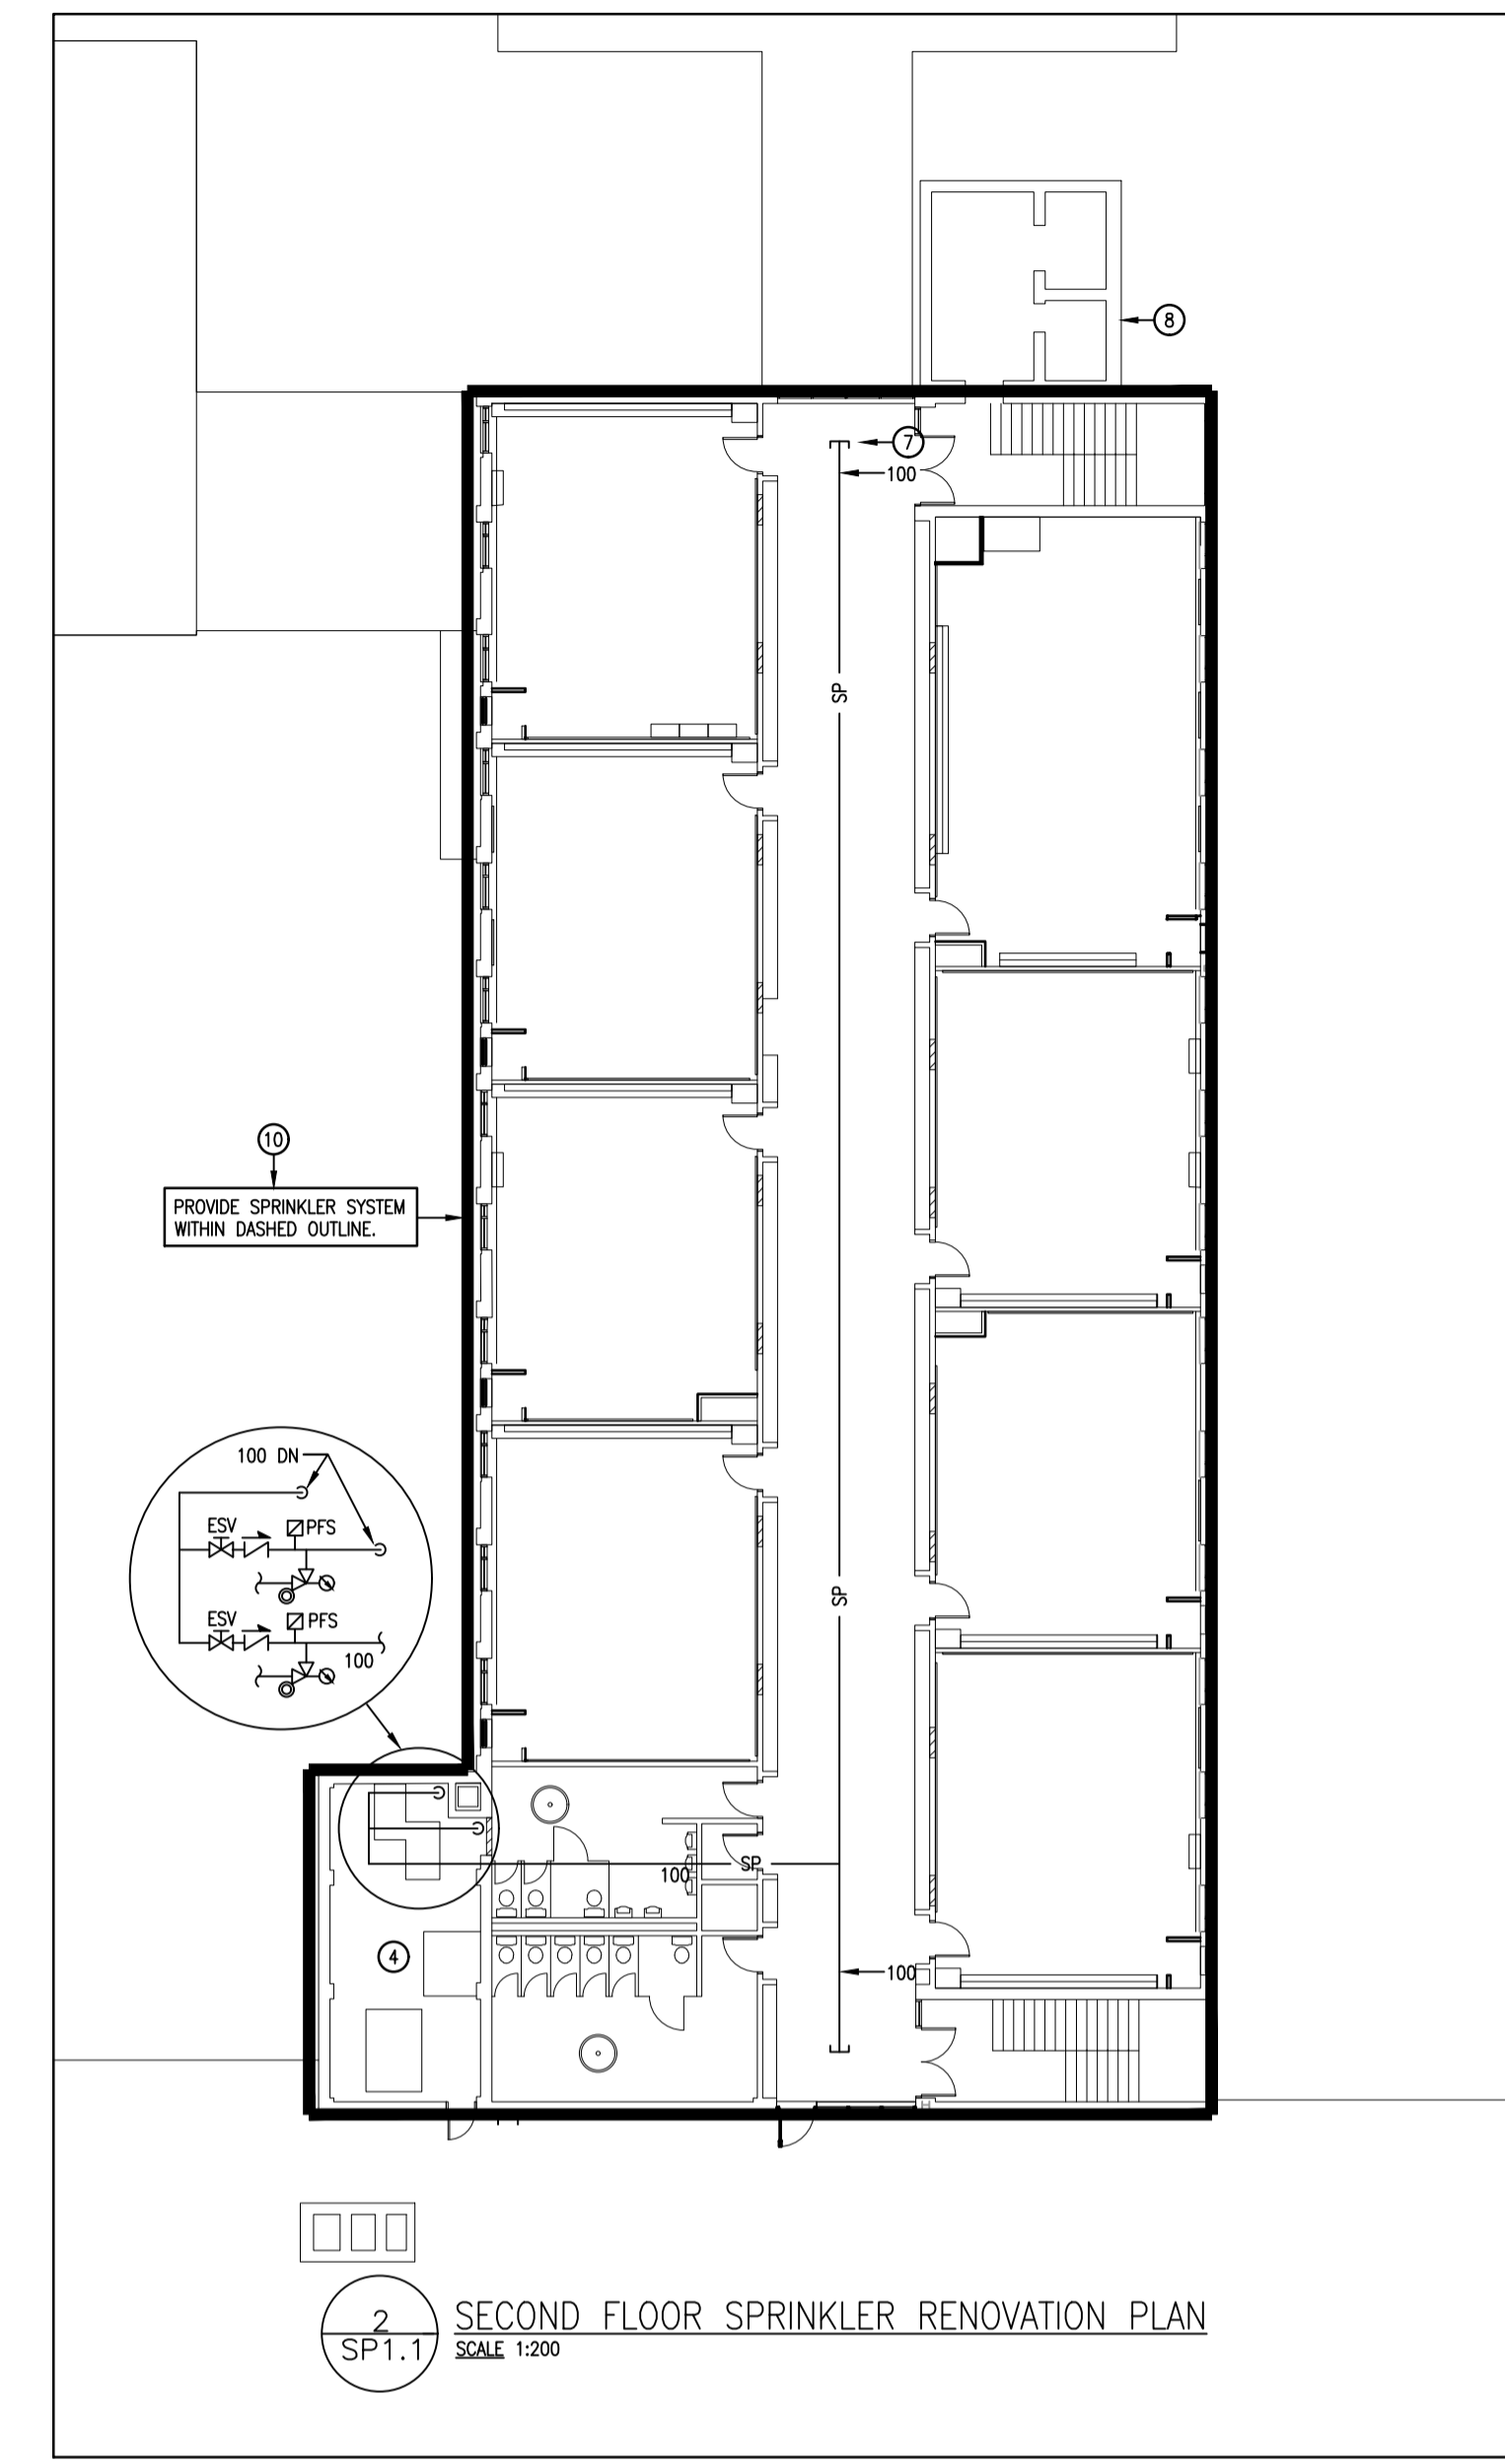 8
7
100
SP
10
PROVIDE SPRINKLER SYSTEM
WITHIN DASHED OUTLINE.
100 DN
ESV
PFS
ESV
PFS
100
SP
SP
100
4
100
2
SP1.1
SECOND FLOOR SPRINKLER RENOVATION PLAN
SCALE 1:200